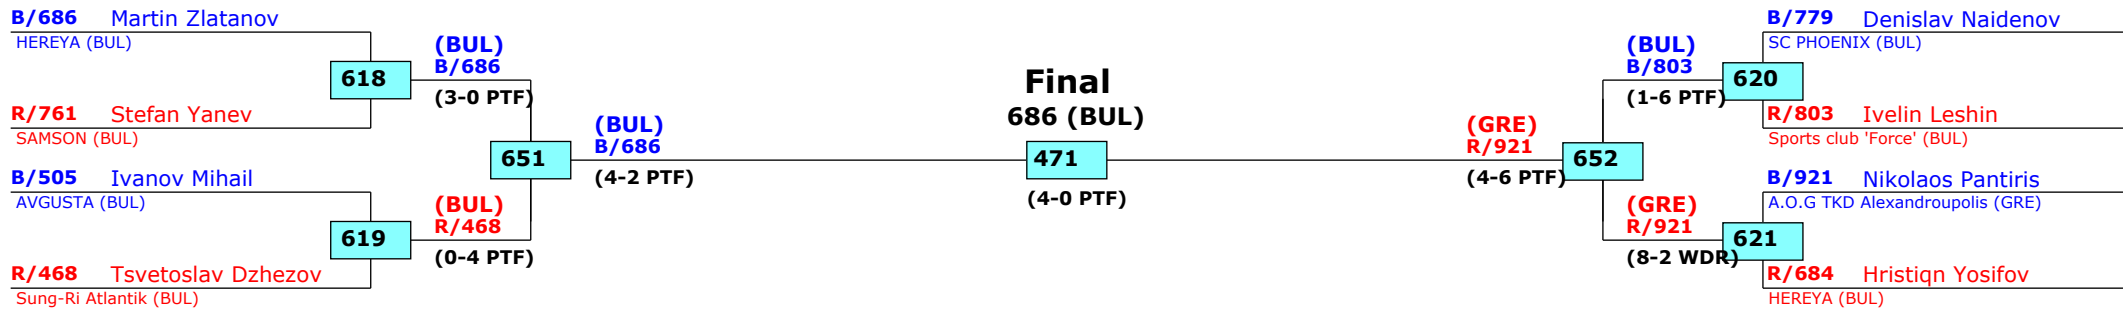 B/686 Martin Zlatanov
HEREYA (BUL)
618
R/761 Stefan Yanev
SAMSON (BUL)
B/505 Ivanov Mihail
AVGUSTA (BUL)
619
R/468 Tsvetoslav Dzhezov
Sung-Ri Atlantik (BUL)
(BUL)
B/686
(3-0 PTF)
651
(BUL)
R/468
(0-4 PTF)
(BUL)
B/686
(4-2 PTF)
Final
686 (BUL)
471
(4-0 PTF)
(GRE)
R/921
(4-6 PTF)
652
(BUL)
B/803
(1-6 PTF)
(GRE)
R/921
(8-2 WDR)
B/779 Denislav Naidenov
SC PHOENIX (BUL)
620
R/803 Ivelin Leshin
Sports club 'Force' (BUL)
B/921 Nikolaos Pantiris
A.O.G TKD Alexandroupolis (GRE)
621
R/684 Hristiqn Yosifov
HEREYA (BUL)